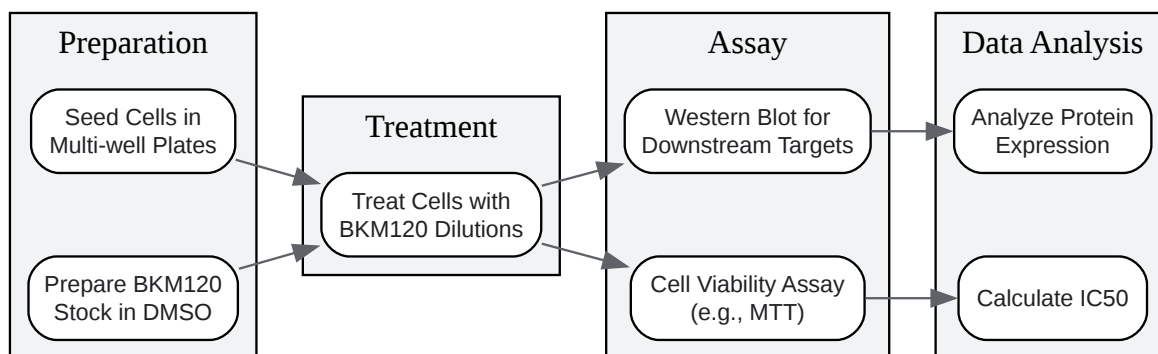 Preparation
Seed Cells in
Multi-well Plates
Prepare BKM120
Stock in DMSO
Treatment
Treat Cells with
BKM120 Dilutions
Assay
Western Blot for
Downstream Targets
Cell Viability Assay
(e.g., MTT)
Data Analysis
Analyze Protein
Expression
Calculate IC50